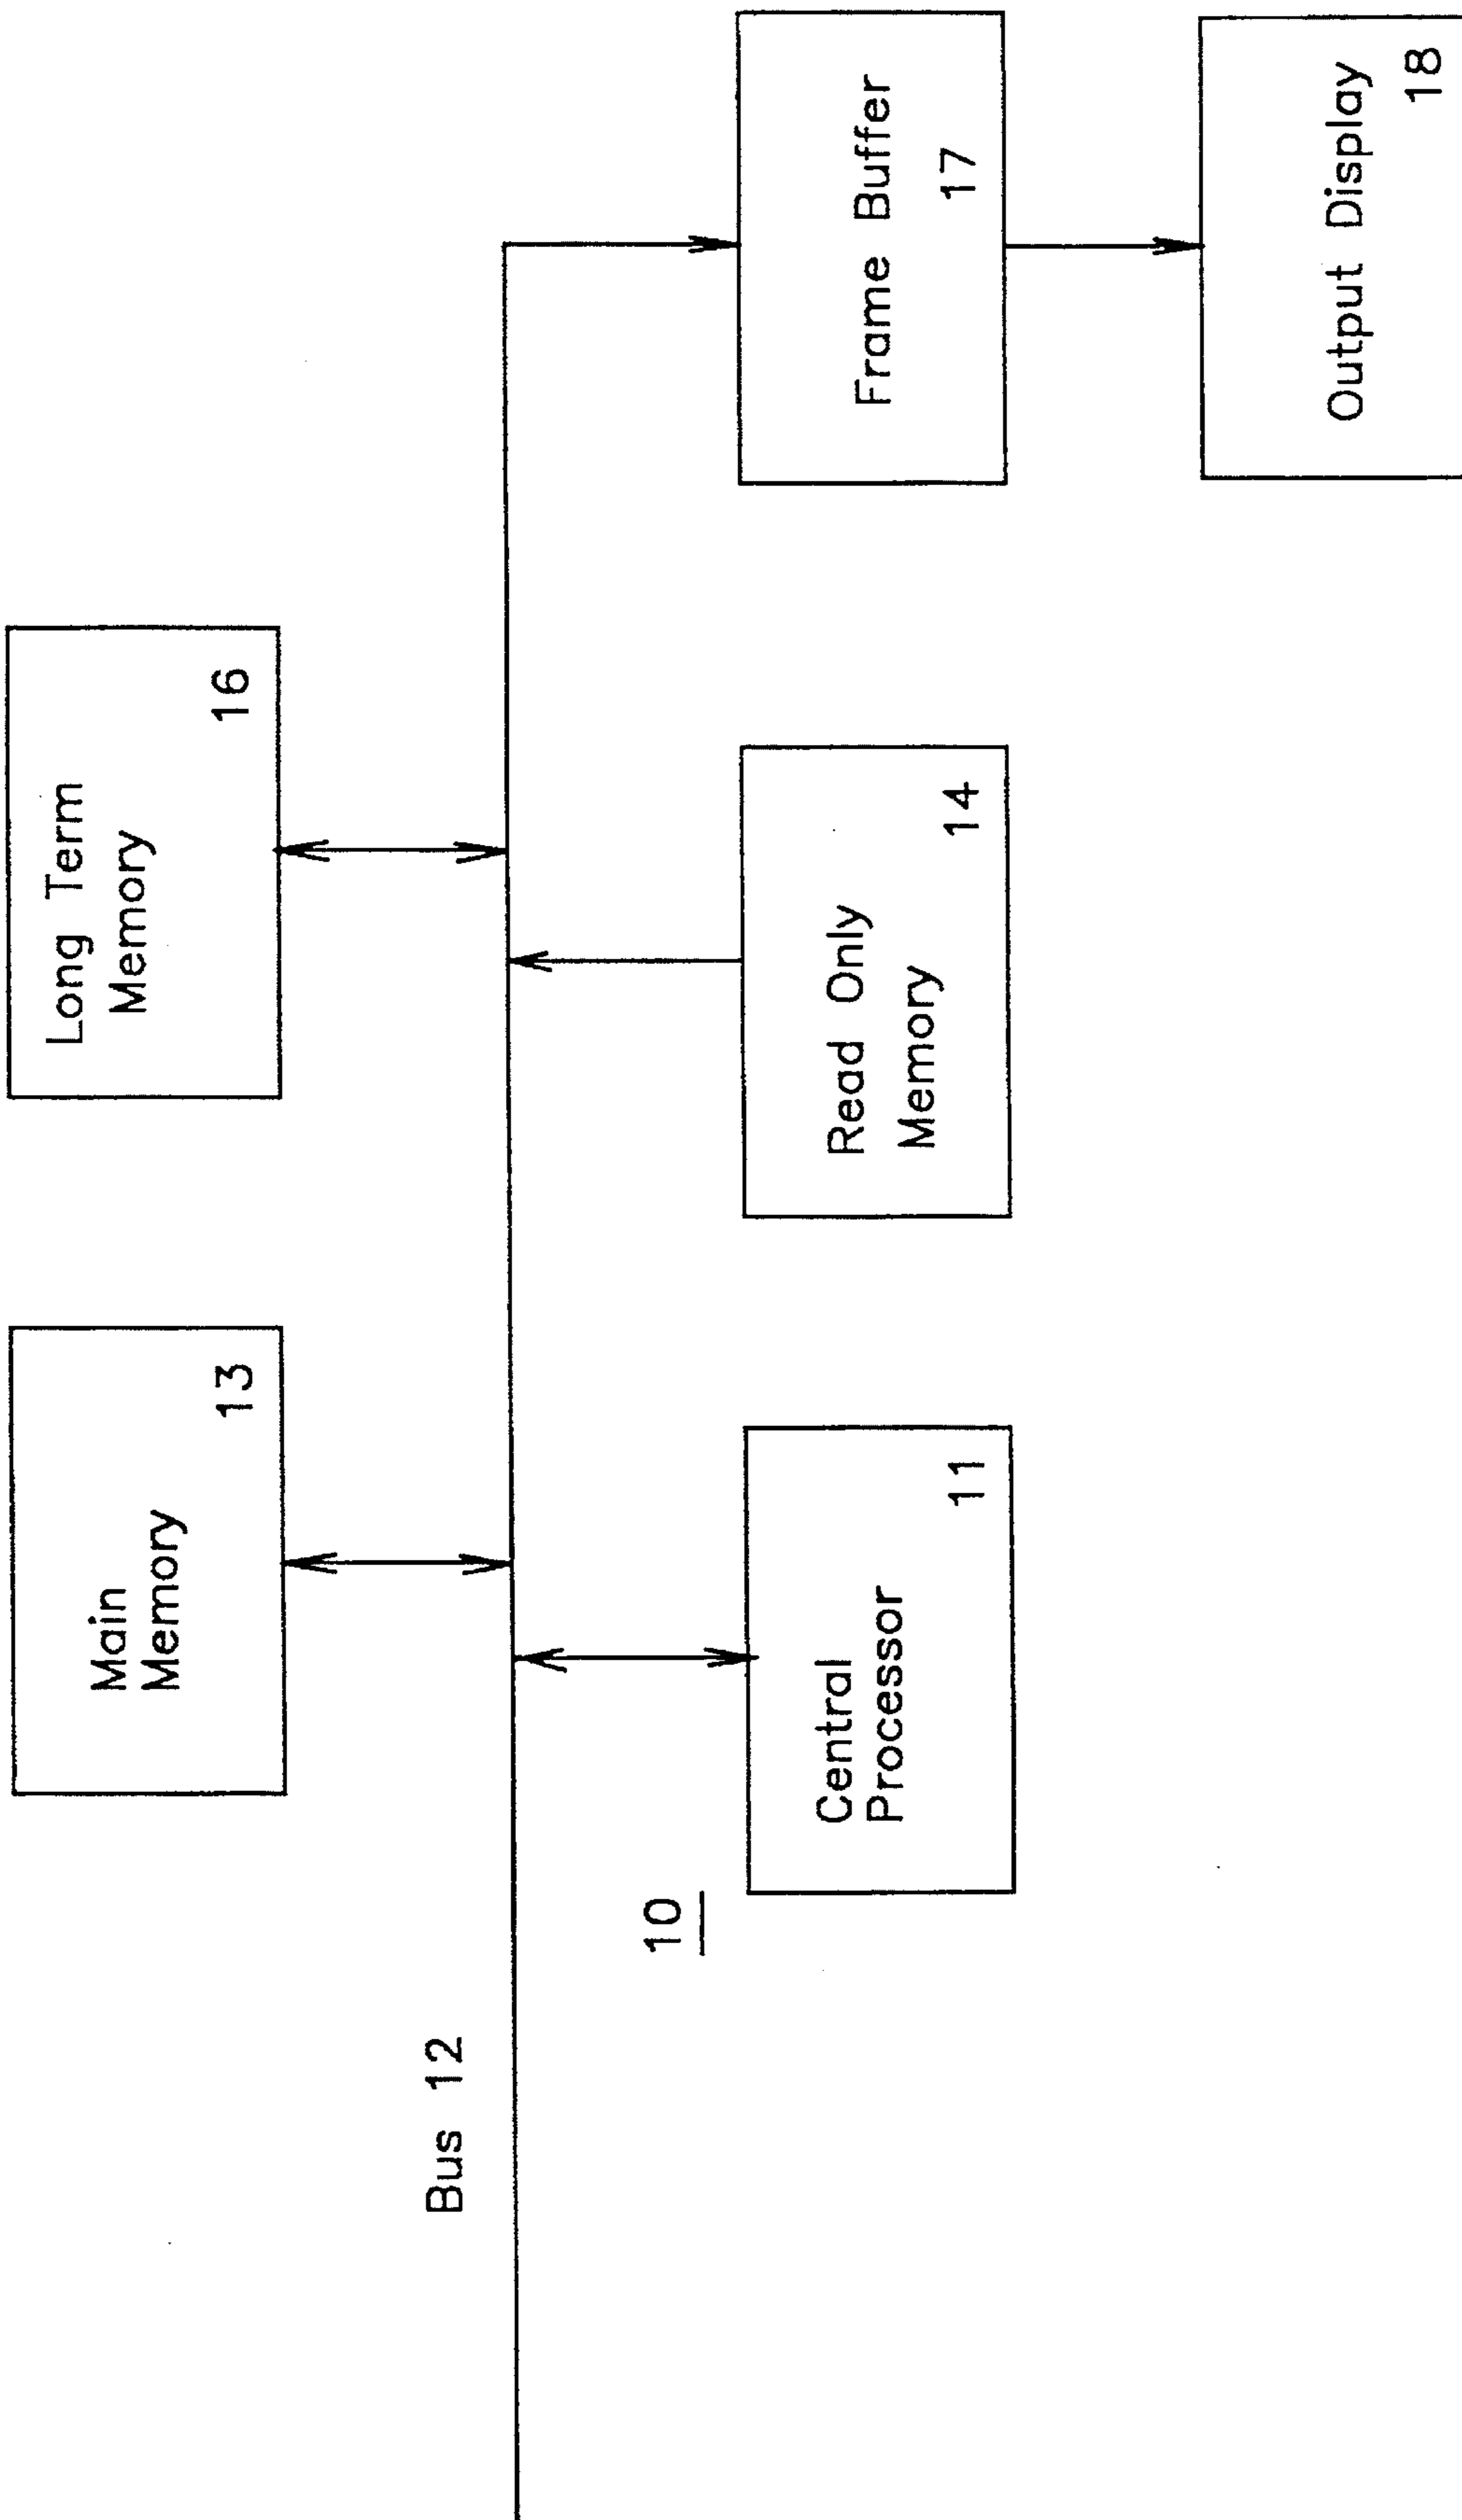 Main
Memory
13
Long Term
Memory
16
Bus 12
10
Central
Processor
11
Read Only
Memory
14
Frame Buffer
17
Output Display
18